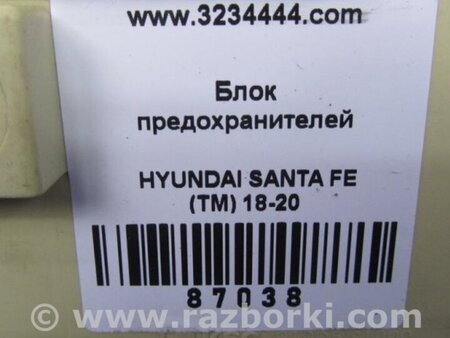 www.3234444.com
Блок
предохранителей
HYUNDAI SANTA FE
(TM) 18-20
87038
© www.razborki.com